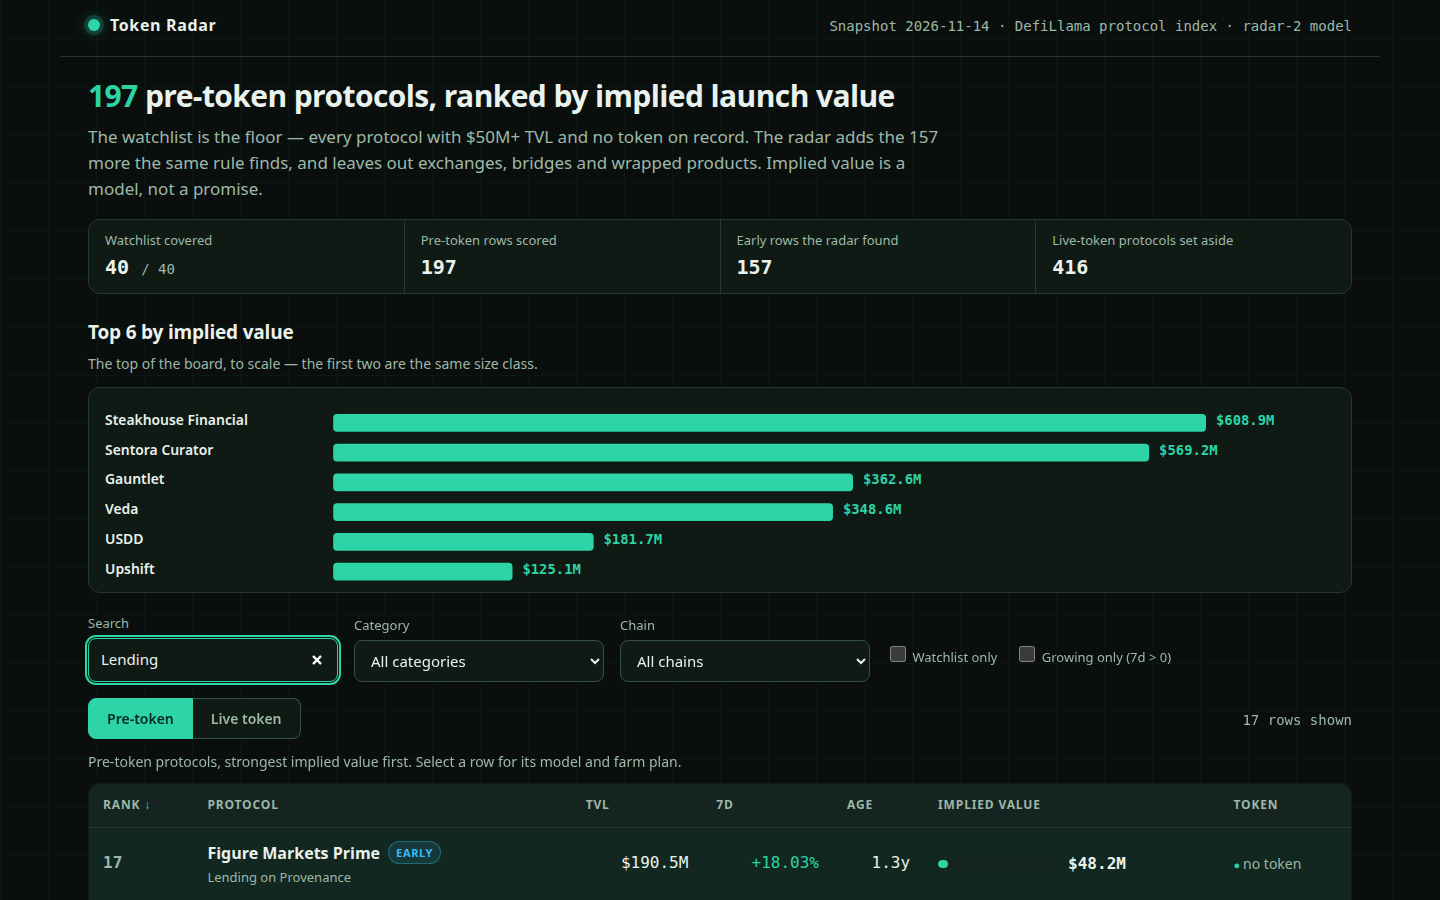 Token Radar
Snapshot 2026-11-14 · DefiLlama protocol index · radar-2 model
197 pre-token protocols, ranked by implied launch value
The watchlist is the floor — every protocol with $50M+ TVL and no token on record. The radar adds the 157
more the same rule finds, and leaves out exchanges, bridges and wrapped products. Implied value is a
model, not a promise.
Watchlist covered
40 / 40
Pre-token rows scored
197
Early rows the radar found
157
Live-token protocols set aside
416
Top 6 by implied value
The top of the board, to scale — the first two are the same size class.
Steakhouse Financial $608.9M
Sentora Curator $569.2M
Gauntlet $362.6M
Veda $348.6M
USDD $181.7M
Upshift $125.1M
Search
Lending ×
Category
All categories
Chain
All chains
Watchlist only
Growing only (7d > 0)
Pre-token Live token
17 rows shown
Pre-token protocols, strongest implied value first. Select a row for its model and farm plan.
RANK ↓ PROTOCOL TVL 7D AGE IMPLIED VALUE TOKEN
17 Figure Markets Prime EARLY $190.5M +18.03% 1.3y $48.2M no token
Lending on Provenance